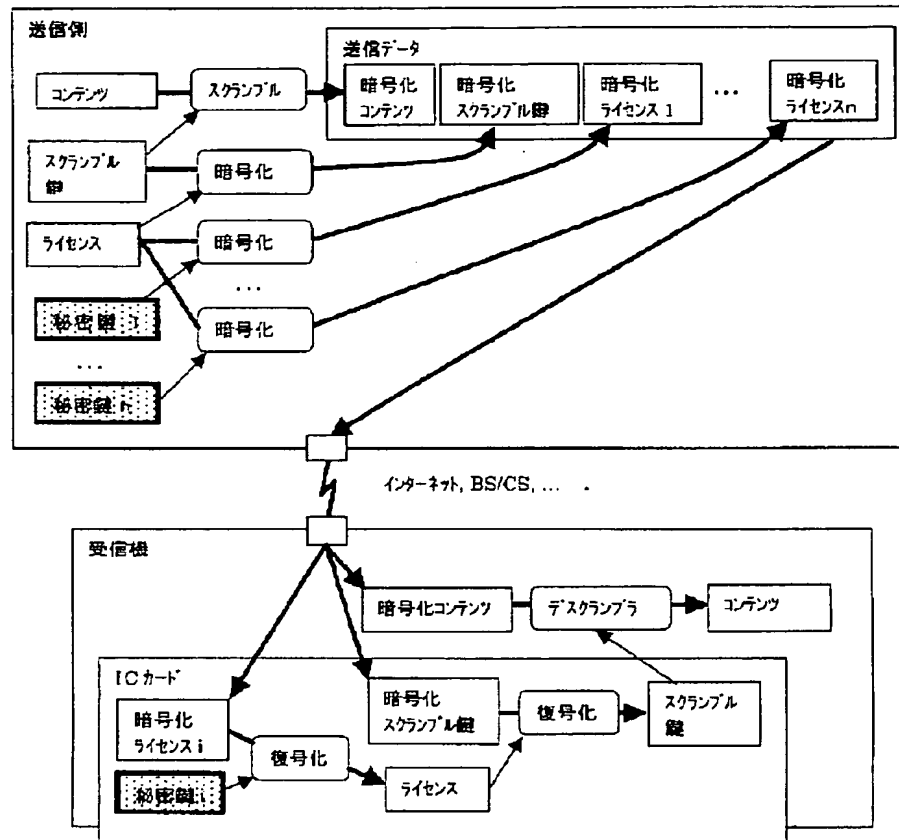 送信側
送信データ
コンテンツ
スクランブル
暗号化
コンテンツ
暗号化
スクランブル鍵
暗号化
ライセンス1
...
暗号化
ライセンスn
スクランブル
鍵
暗号化
ライセンス
暗号化
...
秘密鍵 1
暗号化
...
秘密鍵 n
インターネット, BS/CS, ... .
受信機
暗号化コンテンツ
デスクランブラ
コンテンツ
ICカード
暗号化
ライセンスi
暗号化
スクランブル鍵
復号化
スクランブル
鍵
復号化
秘密鍵i
ライセンス